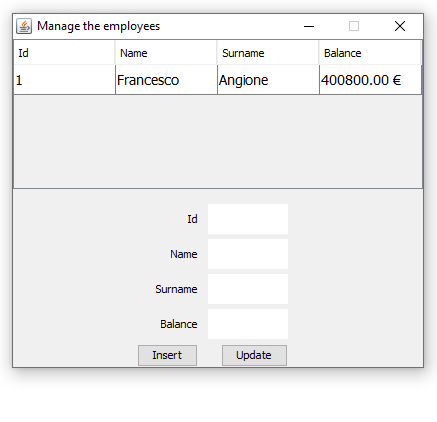 Manage the employees
Id Name Surname Balance
1 Francesco Angione 400800.00 €
Id
Name
Surname
Balance
Insert Update